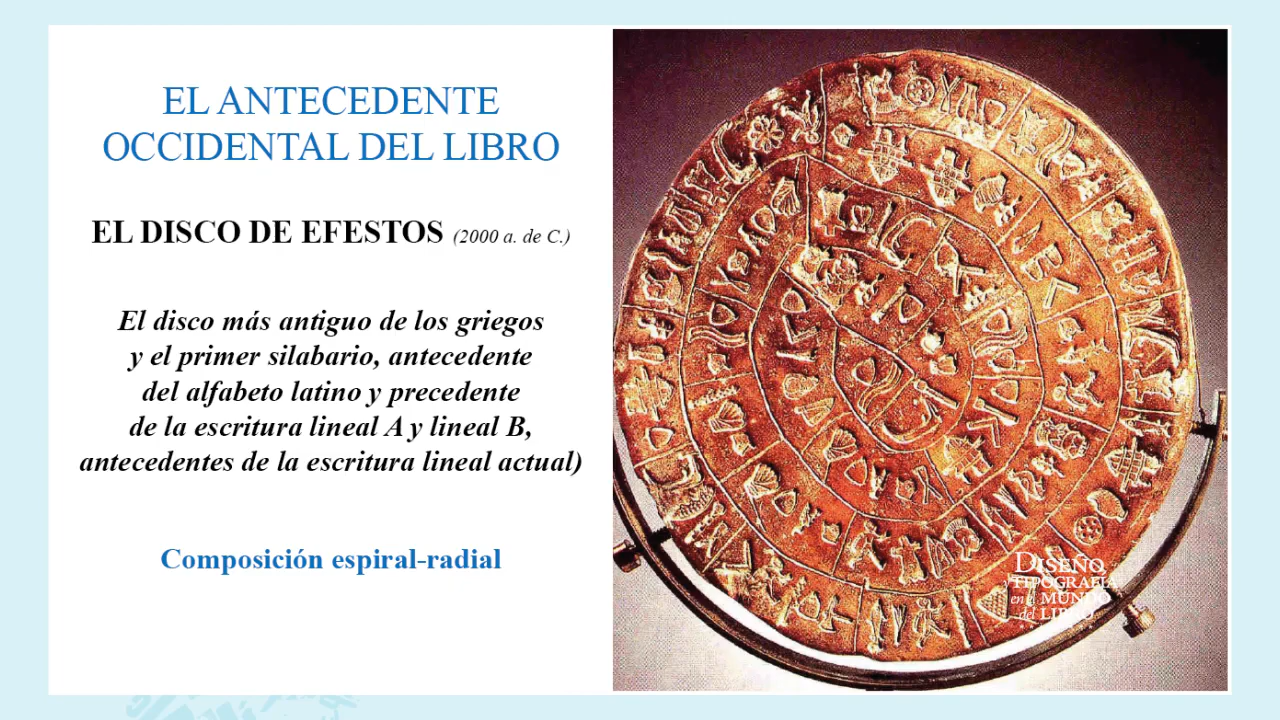 EL ANTECEDENTE
OCCIDENTAL DEL LIBRO
EL DISCO DE EFESTOS (2000 a. de C.)
El disco más antiguo de los griegos
y el primer silabario, antecedente
del alfabeto latino y precedente
de la escritura lineal A y lineal B,
antecedentes de la escritura lineal actual)
Composición espiral-radial
DISEÑO,
TIPOGRAFÍA
en el MUNDO
del LIBRO